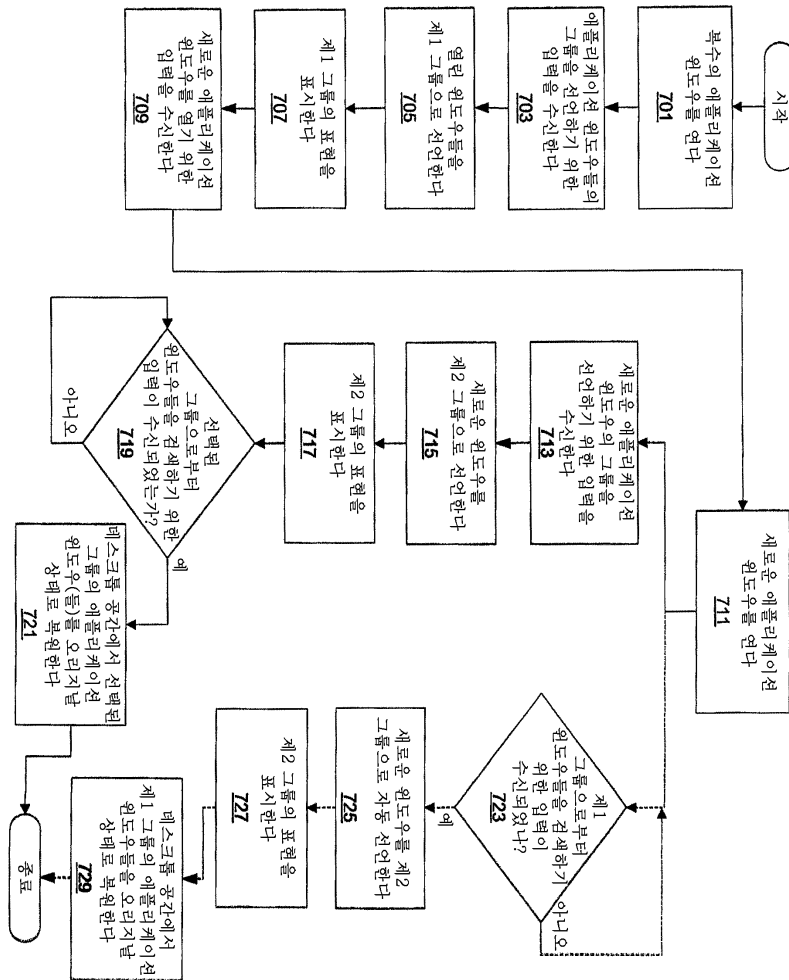 시작
복수의 애플리케이션
윈도우를 연다
701
애플리케이션 윈도우들의
그룹을 선언하기 위한
입력을 수신한다
703
열린 윈도우들을
제1 그룹으로 선언한다
705
제1 그룹의 표현을
표시한다
707
새로운 애플리케이션
윈도우를 열기 위한
입력을 수신한다
709
새로운 애플리케이션
윈도우를 연다
711
새로운 애플리케이션
윈도우의 그룹을
선언하기 위한 입력을
수신한다
713
새로운 윈도우를
제2 그룹으로 선언한다
715
제2 그룹의 표현을
표시한다
717
선택된
그룹으로부터
윈도우들을 검색하기 위한
입력이 수신되었는가?
719
아니오
예
데스크톱 공간에서 선택된
그룹의 애플리케이션
윈도우(들)를 오리지날
상태로 복원한다
721
제1
그룹으로부터
윈도우들을 검색하기
위한 입력이
수신되었나?
723
아니오
예
새로운 윈도우를 제2
그룹으로 자동 선언한다
725
제2 그룹의 표현을
표시한다
727
데스크톱 공간에서
제1 그룹의 애플리케이션
윈도우들을 오리지날
상태로 복원한다
729
종료